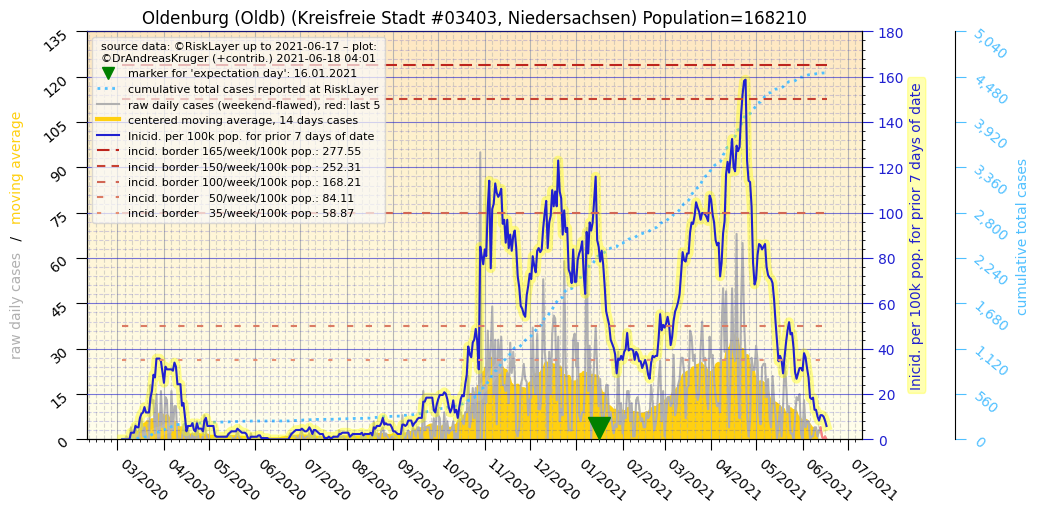 Oldenburg (Oldb) (Kreisfreie Stadt #03403, Niedersachsen) Population=168210
source data: ©RiskLayer up to 2021-06-17 – plot:
©DrAndreasKruger (+contrib.) 2021-06-18 04:01
marker for 'expectation day': 16.01.2021
cumulative total cases reported at RiskLayer
raw daily cases (weekend-flawed), red: last 5
centered moving average, 14 days cases
Inicid. per 100k pop. for prior 7 days of date
incid. border 165/week/100k pop.: 277.55
incid. border 150/week/100k pop.: 252.31
incid. border 100/week/100k pop.: 168.21
incid. border 50/week/100k pop.: 84.11
incid. border 35/week/100k pop.: 58.87
raw daily cases / moving average
135
120
105
90
75
60
45
30
15
0
180
160
140
120
100
80
60
40
20
0
Inicid. per 100k pop. for prior 7 days of date
5,040
4,480
3,920
3,360
2,800
2,240
1,680
1,120
560
0
cumulative total cases
03/2020
04/2020
05/2020
06/2020
07/2020
08/2020
09/2020
10/2020
11/2020
12/2020
01/2021
02/2021
03/2021
04/2021
05/2021
06/2021
07/2021